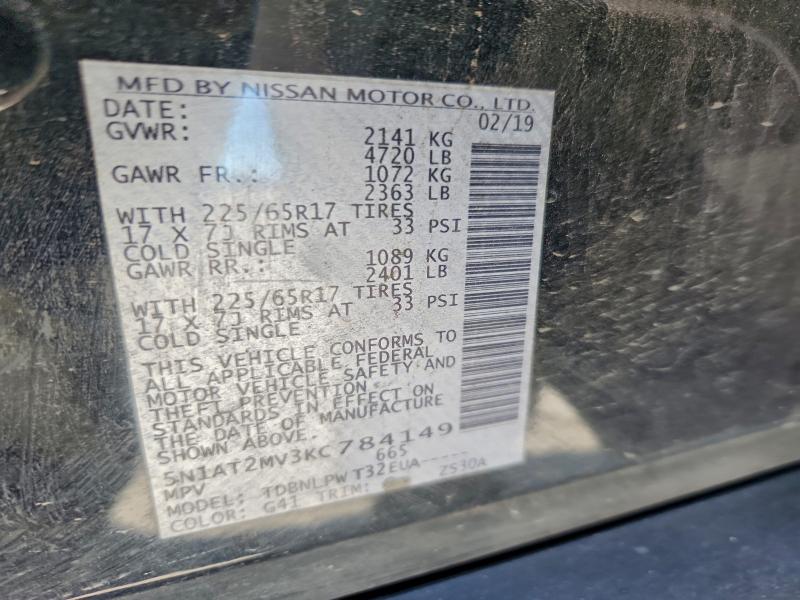 MFD BY NISSAN MOTOR CO., LTD.
DATE: 02/19
GVWR: 2141 KG
4720 LB
GAWR FR.: 1072 KG
2363 LB
WITH 225/65R17 TIRES
17 X 7J RIMS AT 33 PSI
COLD SINGLE
GAWR RR.: 1089 KG
2401 LB
WITH 225/65R17 TIRES
17 X 7J RIMS AT 33 PSI
COLD SINGLE
THIS VEHICLE CONFORMS TO
ALL APPLICABLE FEDERAL
MOTOR VEHICLE SAFETY AND
THEFT PREVENTION
STANDARDS IN EFFECT ON
THE DATE OF MANUFACTURE
SHOWN ABOVE.
5N1AT2MV3KC784149
MPV 665
MODEL: TDBNLPWT32EUA-----
COLOR: G41 TRIM: ZS30A